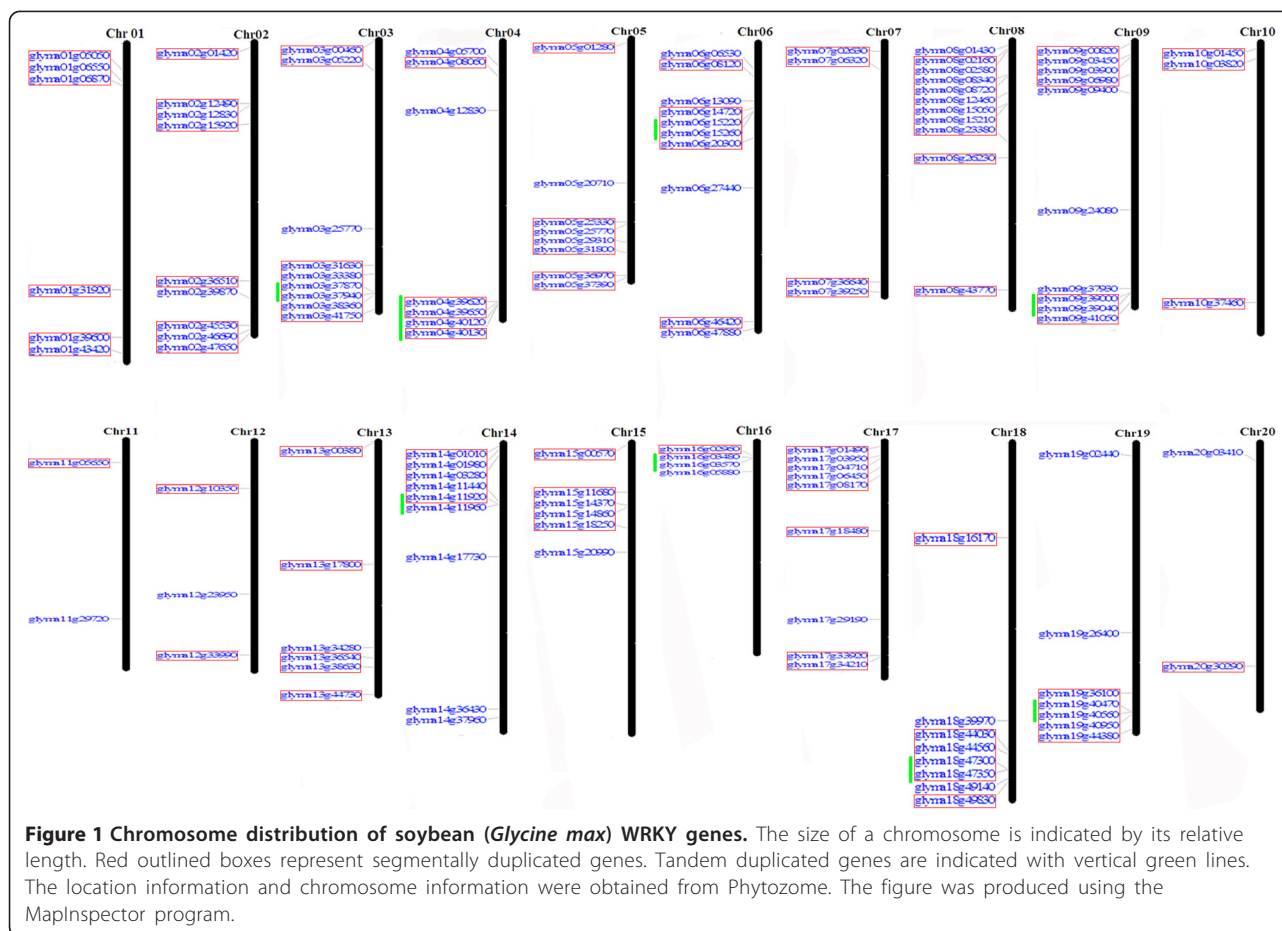 Chr 01
glyma01g05050
glyma01g06550
glyma01g06870
glyma01g31920
glyma01g39600
glyma01g43420
Chr02
glyma02g01420
glyma02g12490
glyma02g12830
glyma02g15920
glyma02g36510
glyma02g39870
glyma02g45530
glyma02g46690
glyma02g47650
Chr03
glyma03g00460
glyma03g05220
glyma03g25770
glyma03g31630
glyma03g33380
glyma03g37870
glyma03g37940
glyma03g38360
glyma03g41750
Chr04
glyma04g05700
glyma04g08060
glyma04g12830
glyma04g39620
glyma04g39650
glyma04g40120
glyma04g40130
Chr05
glyma05g01280
glyma05g20710
glyma05g25330
glyma05g25770
glyma05g29310
glyma05g31800
glyma05g36970
glyma05g37390
Chr06
glyma06g06530
glyma06g08120
glyma06g13090
glyma06g14720
glyma06g15220
glyma06g15260
glyma06g20300
glyma06g27440
glyma06g46420
glyma06g47880
Chr07
glyma07g02630
glyma07g06320
glyma07g36640
glyma07g39250
Chr08
glyma08g01430
glyma08g02160
glyma08g02580
glyma08g08340
glyma08g08720
glyma08g12460
glyma08g15050
glyma08g15210
glyma08g23380
glyma08g26230
glyma08g43770
Chr09
glyma09g00820
glyma09g03450
glyma09g03900
glyma09g06980
glyma09g09400
glyma09g24080
glyma09g37930
glyma09g39000
glyma09g39040
glyma09g41050
Chr10
glyma10g01450
glyma10g03820
glyma10g37460
Chr11
glyma11g05650
glyma11g29720
Chr12
glyma12g10350
glyma12g23950
glyma12g33990
Chr13
glyma13g00380
glyma13g17800
glyma13g34280
glyma13g36540
glyma13g38630
glyma13g44730
Chr14
glyma14g01010
glyma14g01980
glyma14g03280
glyma14g11440
glyma14g11920
glyma14g11960
glyma14g17730
glyma14g36430
glyma14g37960
Chr15
glyma15g00570
glyma15g11680
glyma15g14370
glyma15g14860
glyma15g18250
glyma15g20990
Chr16
glyma16g02960
glyma16g03480
glyma16g03570
glyma16g05880
Chr17
glyma17g01490
glyma17g03950
glyma17g04710
glyma17g06450
glyma17g08170
glyma17g18480
glyma17g29190
glyma17g33920
glyma17g34210
Chr18
glyma18g16170
glyma18g39970
glyma18g44030
glyma18g44560
glyma18g47300
glyma18g47350
glyma18g49140
glyma18g49830
Chr19
glyma19g02440
glyma19g26400
glyma19g36100
glyma19g40470
glyma19g40560
glyma19g40950
glyma19g44380
Chr20
glyma20g03410
glyma20g30290
Figure 1 Chromosome distribution of soybean (Glycine max) WRKY genes. The size of a chromosome is indicated by its relative
length. Red outlined boxes represent segmentally duplicated genes. Tandem duplicated genes are indicated with vertical green lines.
The location information and chromosome information were obtained from Phytozome. The figure was produced using the
MapInspector program.